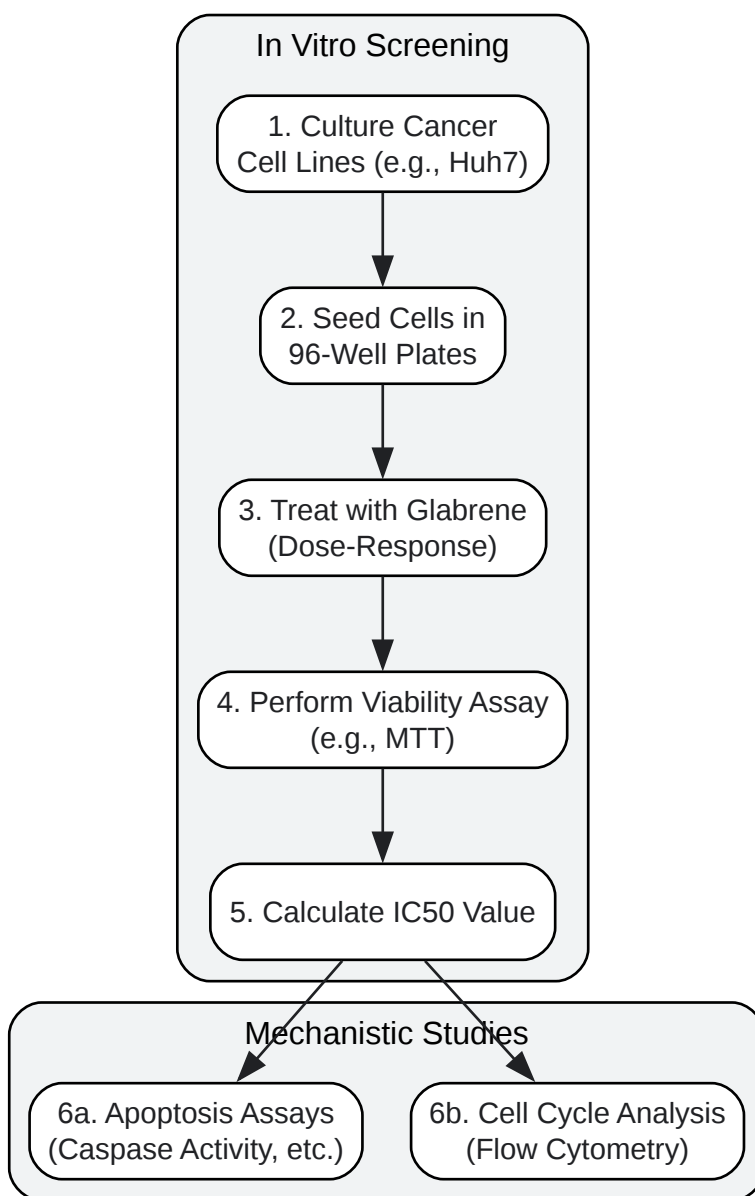 In Vitro Screening
1. Culture Cancer
Cell Lines (e.g., Huh7)
2. Seed Cells in
96-Well Plates
3. Treat with Glabrene
(Dose-Response)
4. Perform Viability Assay
(e.g., MTT)
5. Calculate IC50 Value
Mechanistic Studies
6a. Apoptosis Assays
(Caspase Activity, etc.)
6b. Cell Cycle Analysis
(Flow Cytometry)